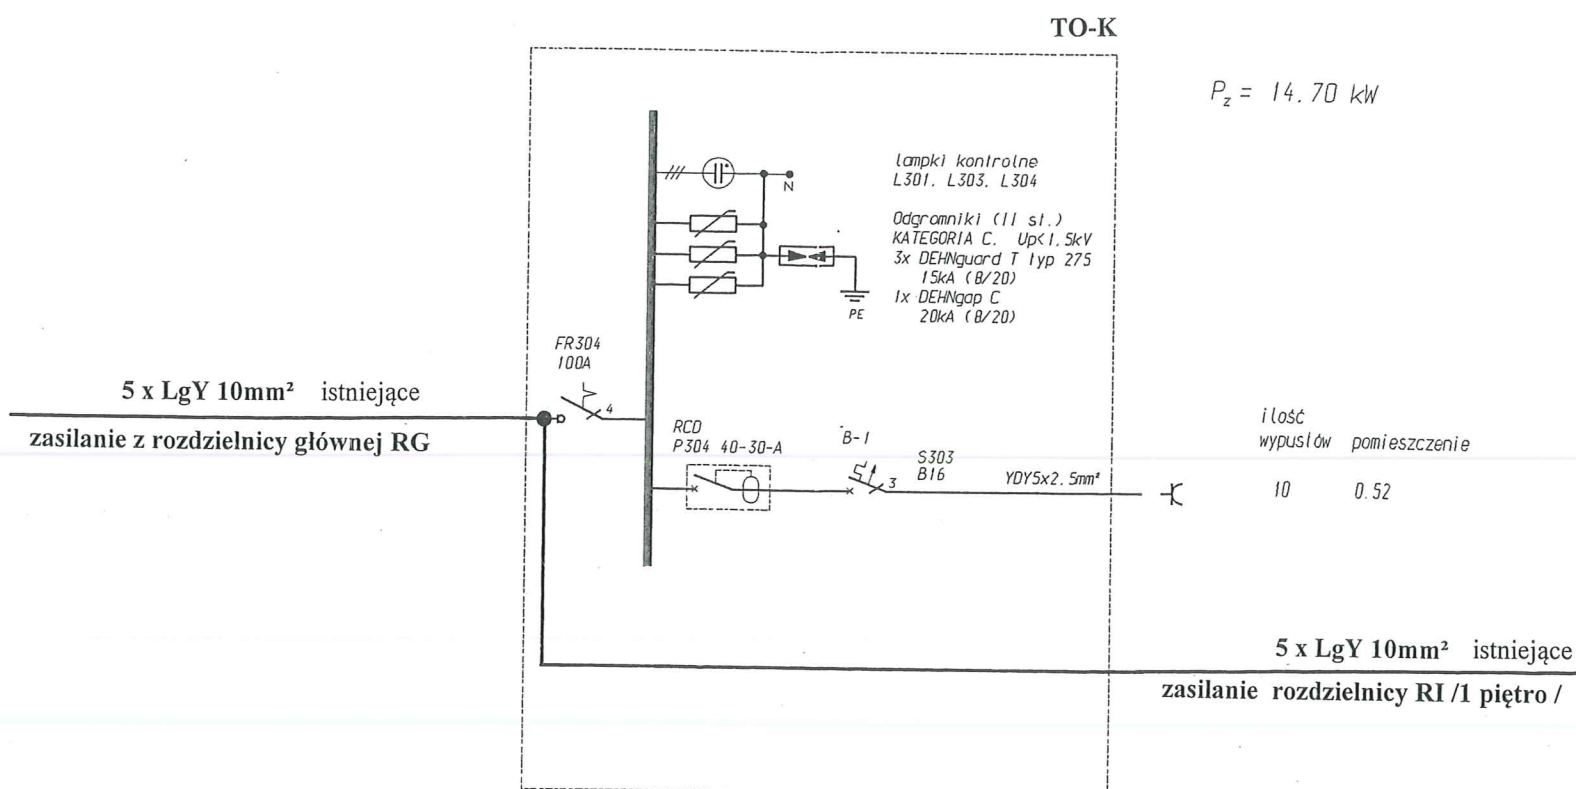 TO-K
P_z = 14.70 kW
lampki kontrolne
L301. L303. L304
N
Odgromniki (II st.)
KATEGORIA C. Up<1.5kV
3x DEHNguard T typ 275
15kA (8/20)
1x DEHNgap C
20kA (8/20)
PE
FR304
100A
4
5 x LgY 10mm² istniejące
zasilanie z rozdzielnicy głównej RG
RCD
P304 40-30-A
B-1
3
S303
B16
YDY5x2.5mm²
ilość
wypustów pomieszczenie
10 0.52
5 x LgY 10mm² istniejące
zasilanie rozdzielnicy RI /1 piętro /